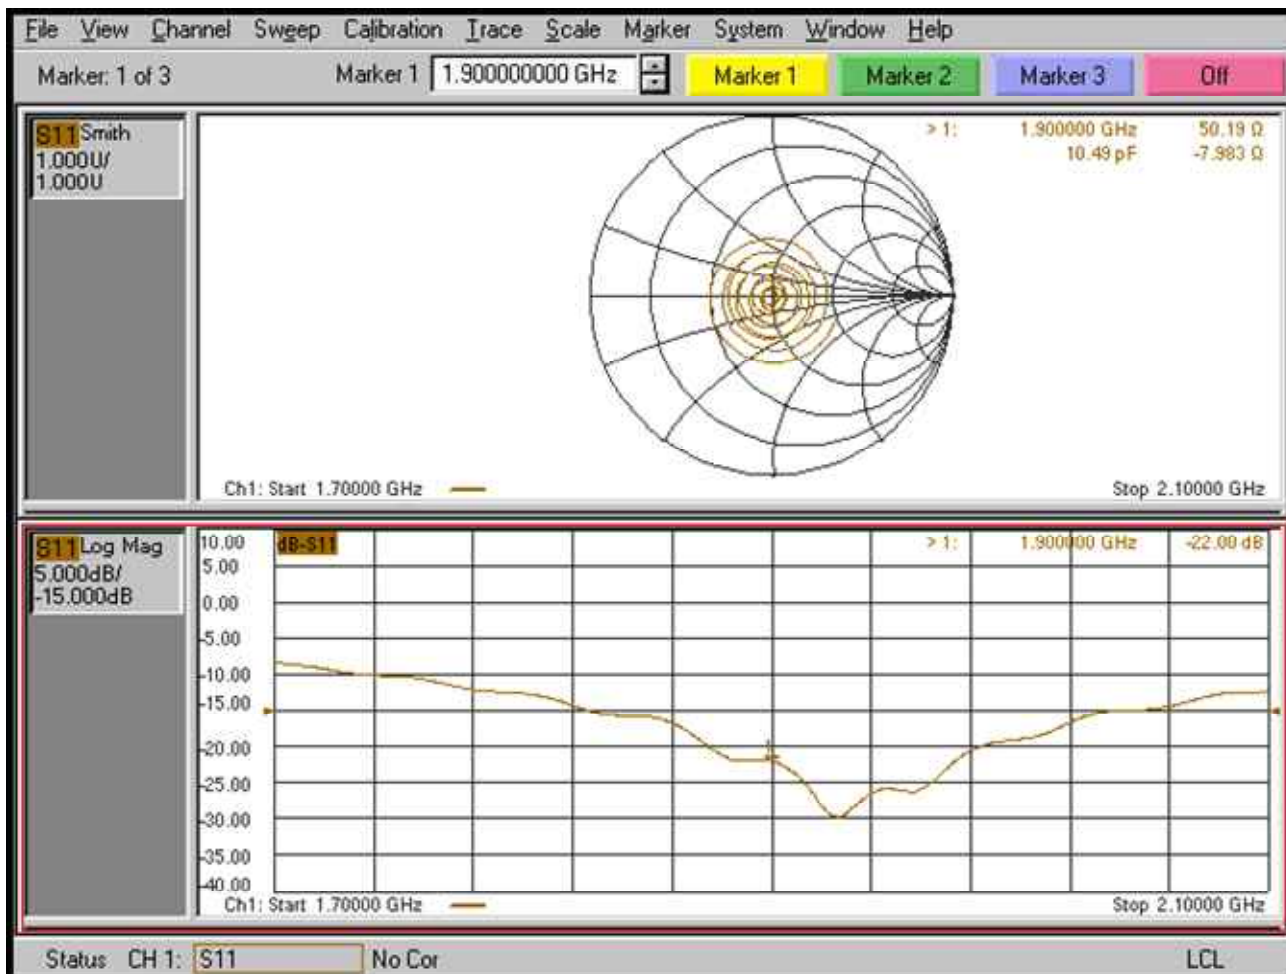 File View Channel Sweep Calibration Trace Scale Marker System Window Help
Marker: 1 of 3 Marker 1 1.900000000 GHz Marker 1 Marker 2 Marker 3 Off
S11 Smith
1.000U/
1.000U
> 1: 1.900000 GHz 50.19 Ω
10.49 pF -7.983 Ω
Ch1: Start 1.70000 GHz Stop 2.10000 GHz
S11 Log Mag
5.000dB/
-15.000dB
dB-S11
> 1: 1.900000 GHz -22.00 dB
10.00
5.00
0.00
-5.00
-10.00
-15.00
-20.00
-25.00
-30.00
-35.00
-40.00
Ch1: Start 1.70000 GHz Stop 2.10000 GHz
Status CH 1: S11 No Cor LCL